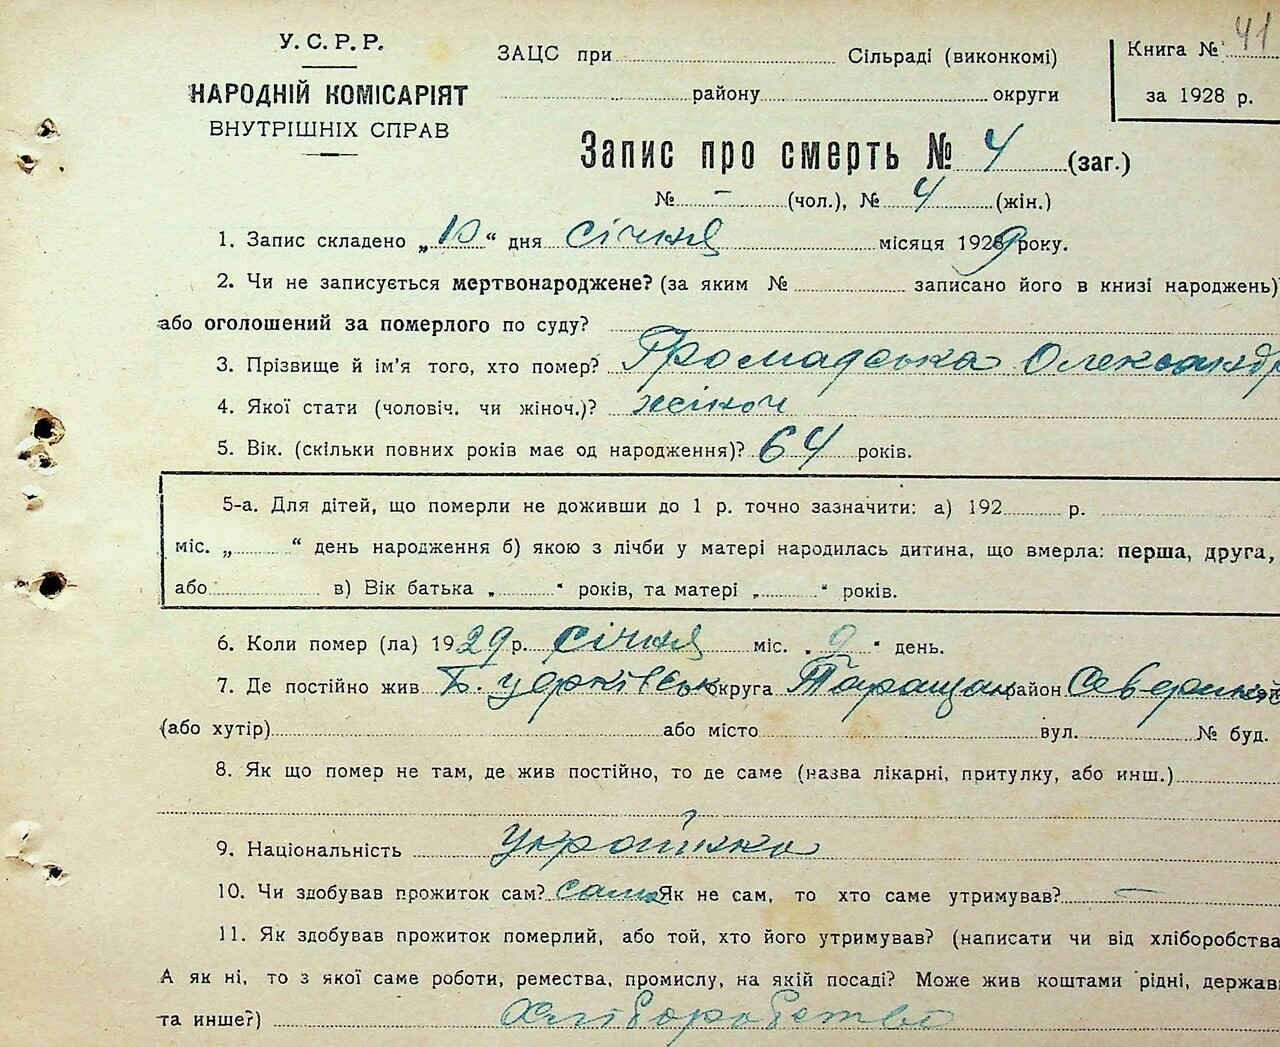 41
У.С.Р.Р.
НАРОДНІЙ КОМІСАРІЯТ
ВНУТРІШНІХ СПРАВ
ЗАЦС при Сільраді (виконкомі)
району округи
Книга №
за 1928 р.
Запис про смерть № 4 (заг.)
№ - (чол.), № 4 (жін.)
1. Запис складено „10“ дня січня місяця 1929 року.
2. Чи не записується мертвонароджене? (за яким № записано його в книзі народжень)
або оголошений за померлого по суду?
3. Прізвище й ім'я того, хто помер? Громадська Олександр
4. Якої стати (чоловіч. чи жіноч.)? жіноч
5. Вік. (скільки повних років має од народження)? 64 років.
5-а. Для дітей, що померли не доживши до 1 р. точно зазначити: а) 192 р.
міс. „ “ день народження б) якою з лічби у матері народилась дитина, що вмерла: перша, друга,
або в) Вік батька „ “ років, та матері „ “ років.
6. Коли помер (ла) 1929 р. січня міс. „9“ день.
7. Де постійно жив Б. Церківськ округа Таращан район
(або хутір) або місто вул. № буд.
8. Як що помер не там, де жив постійно, то де саме (назва лікарні, притулку, або инш.)
9. Національність Українка
10. Чи здобував прожиток сам? сама Як не сам, то хто саме утримував? —
11. Як здобував прожиток померлий, або той, хто його утримував? (написати чи від хліборобства
А як ні, то з якої саме роботи, ремества, промислу, на якій посаді? Може жив коштами рідні, держав
та инше?) Хліборобство